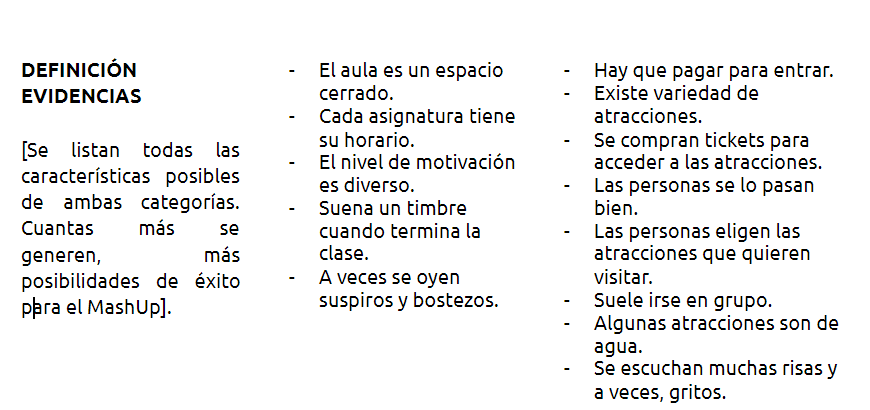 DEFINICIÓN
EVIDENCIAS
[Se listan todas las
características posibles
de ambas categorías.
Cuantas más se
generen, más
posibilidades de éxito
para el MashUp].
- El aula es un espacio
cerrado.
- Cada asignatura tiene
su horario.
- El nivel de motivación
es diverso.
- Suena un timbre
cuando termina la
clase.
- A veces se oyen
suspiros y bostezos.
- Hay que pagar para entrar.
- Existe variedad de
atracciones.
- Se compran tickets para
acceder a las atracciones.
- Las personas se lo pasan
bien.
- Las personas eligen las
atracciones que quieren
visitar.
- Suele irse en grupo.
- Algunas atracciones son de
agua.
- Se escuchan muchas risas y
a veces, gritos.